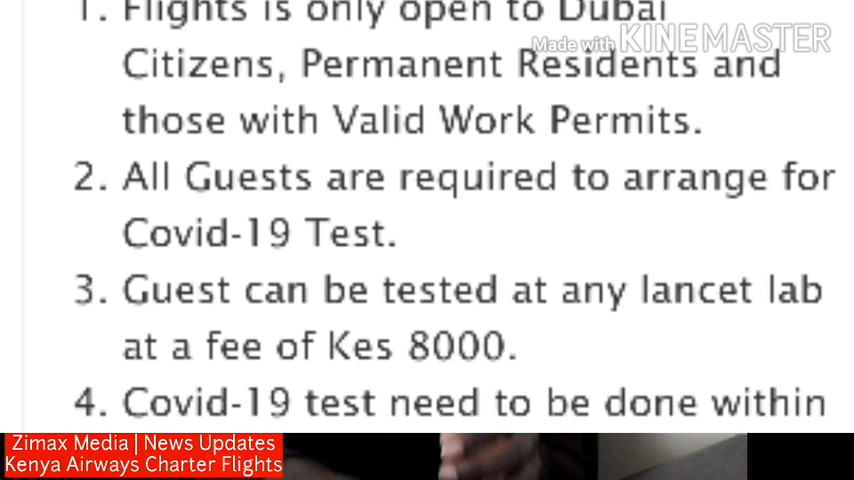 1. Flights is only open to Dubai
Made with KINEMASTER
Citizens, Permanent Residents and
those with Valid Work Permits.
2. All Guests are required to arrange for
Covid-19 Test.
3. Guest can be tested at any lancet lab
at a fee of Kes 8000.
4. Covid-19 test need to be done within
Zimax Media | News Updates
Kenya Airways Charter Flights